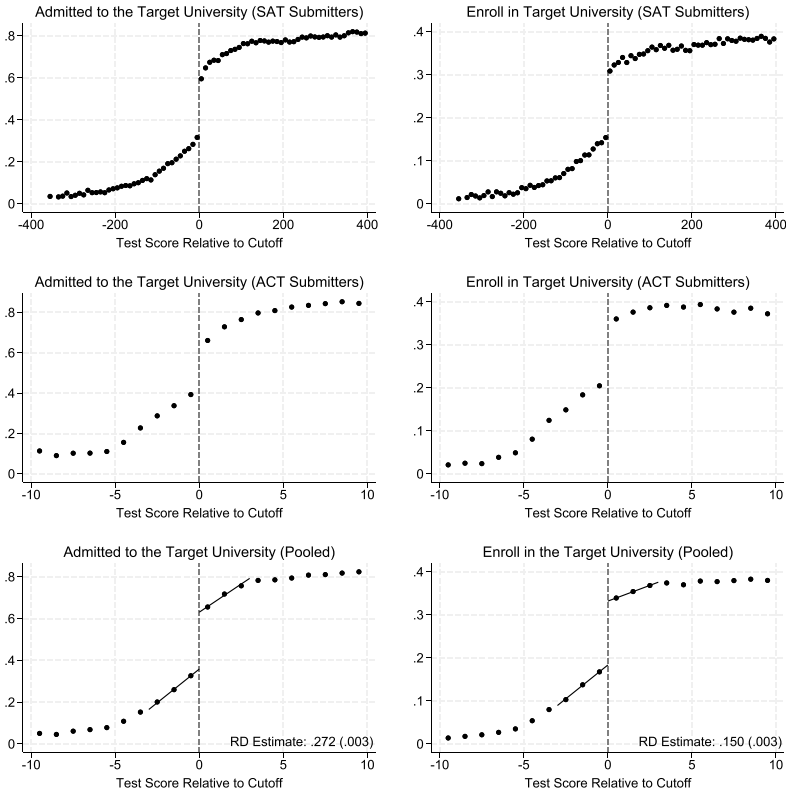 Admitted to the Target University (SAT Submitters)
.8
.6
.4
.2
0
-400 -200 0 200 400
Test Score Relative to Cutoff
Enroll in Target University (SAT Submitters)
.4
.3
.2
.1
0
-400 -200 0 200 400
Test Score Relative to Cutoff
Admitted to the Target University (ACT Submitters)
.8
.6
.4
.2
0
-10 -5 0 5 10
Test Score Relative to Cutoff
Enroll in Target University (ACT Submitters)
.4
.3
.2
.1
0
-10 -5 0 5 10
Test Score Relative to Cutoff
Admitted to the Target University (Pooled)
.8
.6
.4
.2
0
RD Estimate: .272 (.003)
-10 -5 0 5 10
Test Score Relative to Cutoff
Enroll in the Target University (Pooled)
.4
.3
.2
.1
0
RD Estimate: .150 (.003)
-10 -5 0 5 10
Test Score Relative to Cutoff